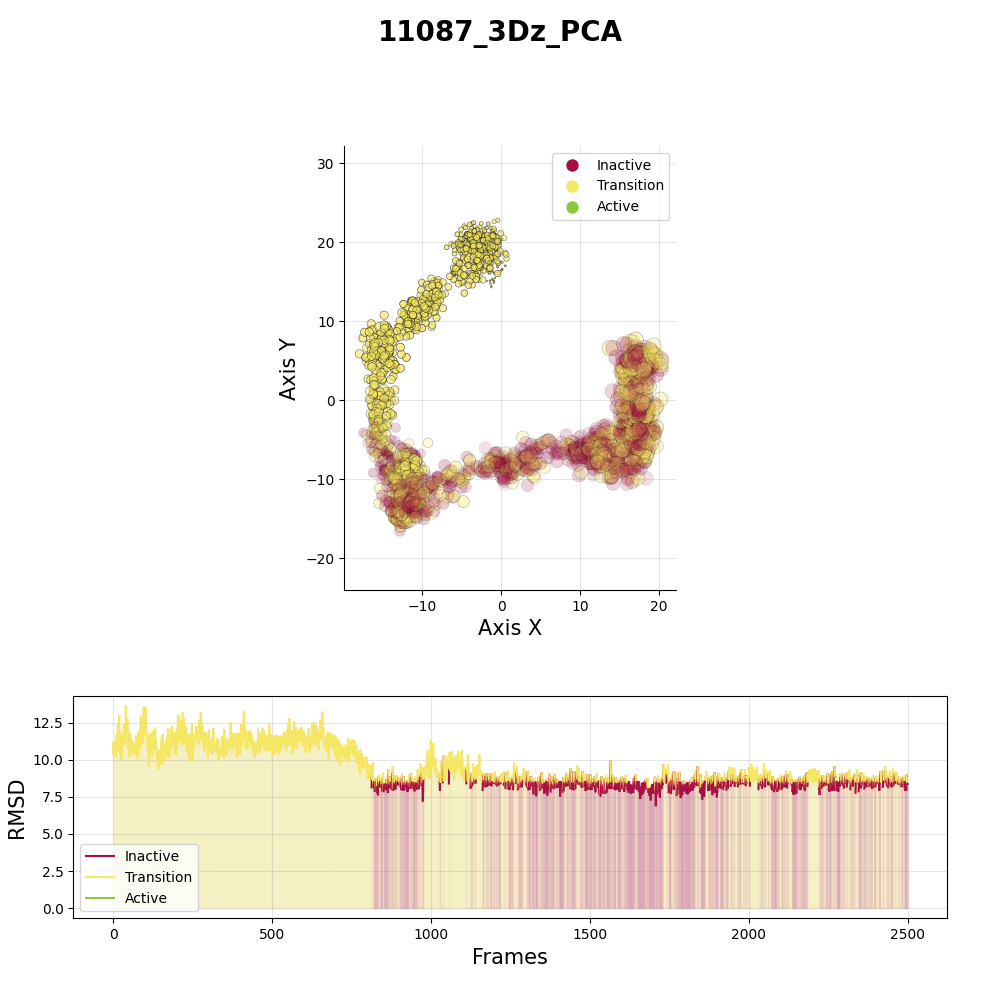 11087_3Dz_PCA
30
20
10
0
−10
−20
Axis Y
Inactive
Transition
Active
−10
0
10
20
Axis X
12.5
10.0
7.5
5.0
2.5
0.0
RMSD
Inactive
Transition
Active
0
500
1000
1500
2000
2500
Frames